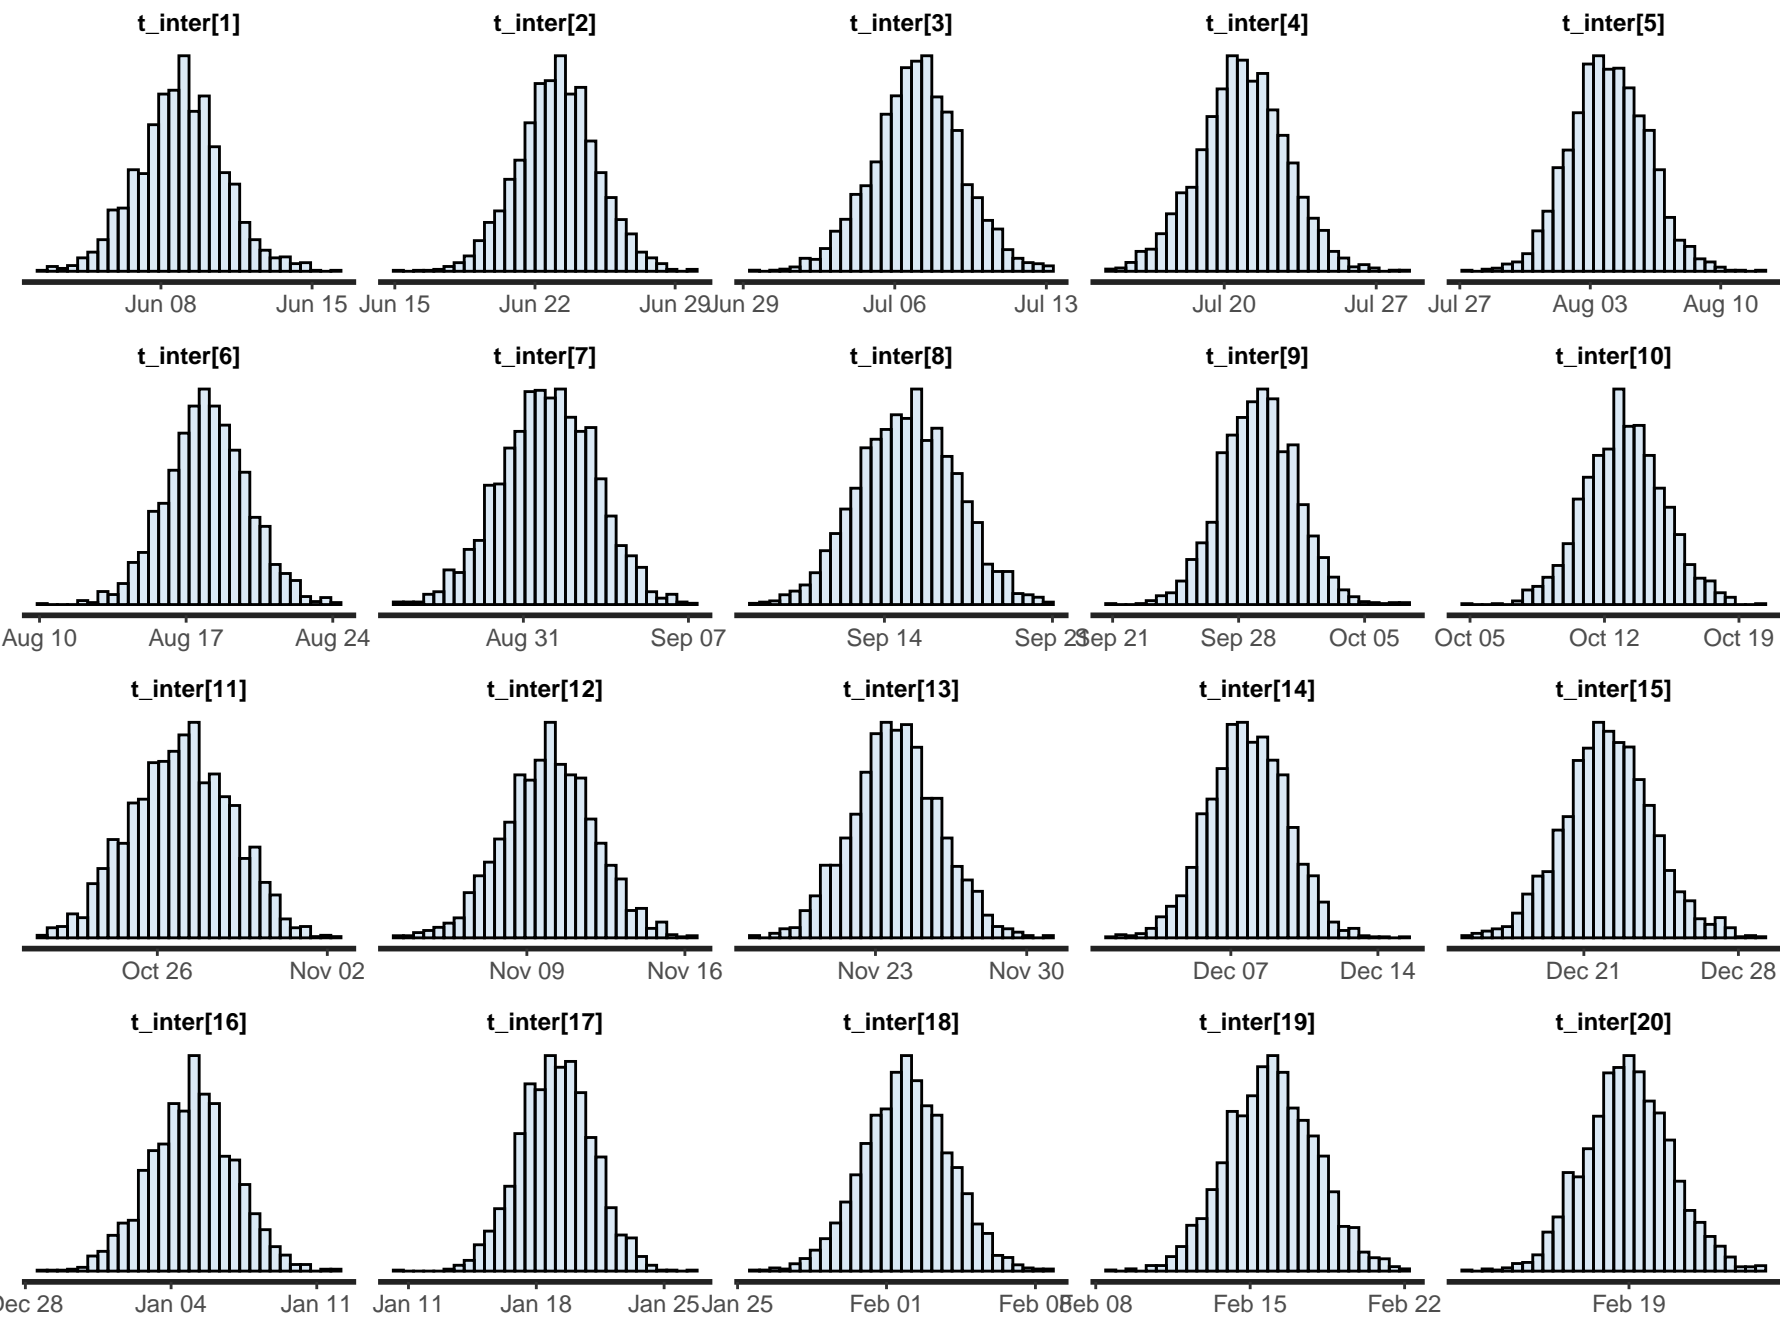 t_inter[1] t_inter[2] t_inter[3] t_inter[4] t_inter[5]
Jun 08 Jun 15 Jun 15 Jun 22 Jun 29 Jun 29 Jul 06 Jul 13 Jul 20 Jul 27 Jul 27 Aug 03 Aug 10
t_inter[6] t_inter[7] t_inter[8] t_inter[9] t_inter[10]
Aug 10 Aug 17 Aug 24 Aug 31 Sep 07 Sep 14 Sep 21 Sep 21 Sep 28 Oct 05 Oct 05 Oct 12 Oct 19
t_inter[11] t_inter[12] t_inter[13] t_inter[14] t_inter[15]
Oct 26 Nov 02 Nov 09 Nov 16 Nov 23 Nov 30 Dec 07 Dec 14 Dec 21 Dec 28
t_inter[16] t_inter[17] t_inter[18] t_inter[19] t_inter[20]
Dec 28 Jan 04 Jan 11 Jan 11 Jan 18 Jan 25 Jan 25 Feb 01 Feb 08 Feb 08 Feb 15 Feb 22 Feb 19